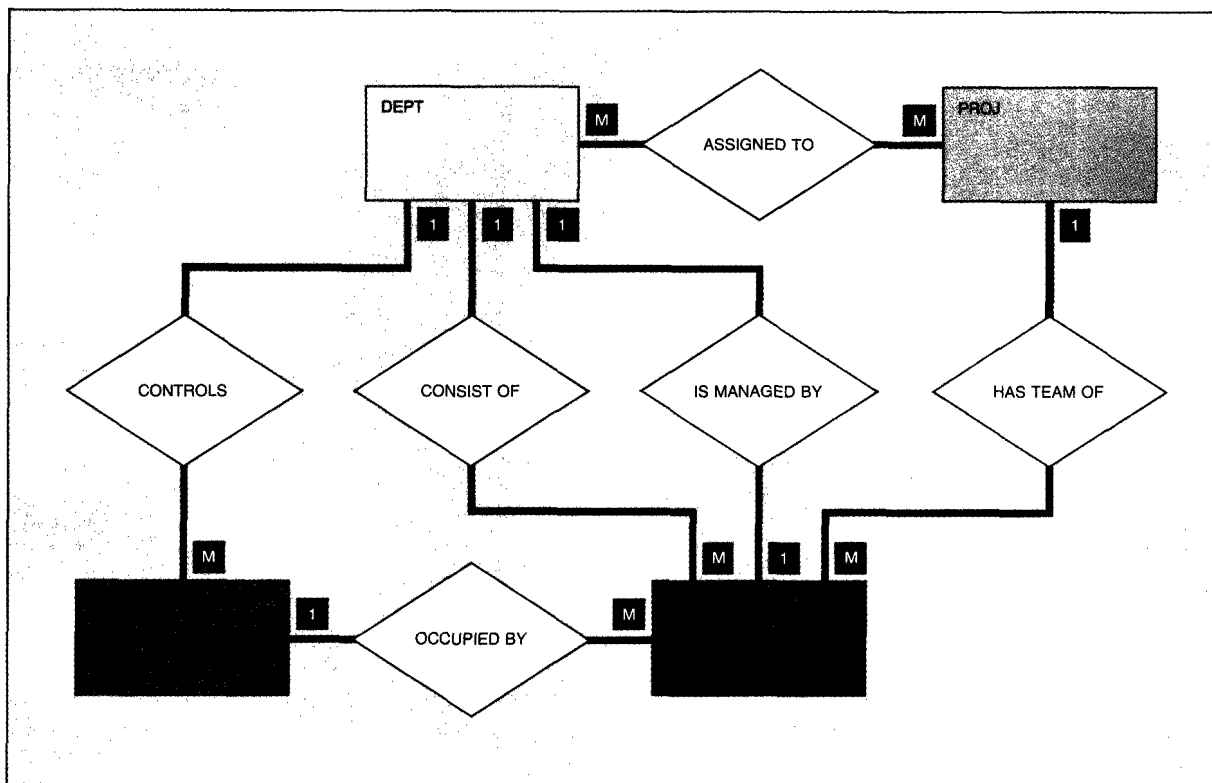 DEPT
M
ASSIGNED TO
M
PROJ
1
1
1
1
CONTROLS
CONSIST OF
IS MANAGED BY
HAS TEAM OF
M
M
1
M
1
OCCUPIED BY
M